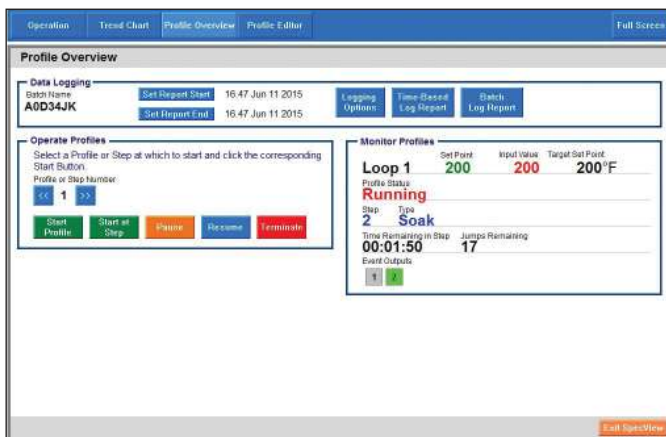 Operation Trend Chart Profile Overview Profile Editor Full Screen
Profile Overview
Data Logging
Batch Name
A0D34JK
Set Report Start 16:47 Jun 11 2015
Set Report End 16:47 Jun 11 2015
Logging Options
Time-Based Log Report
Batch Log Report
Operate Profiles
Select a Profile or Step at which to start and click the corresponding
Start Button.
Profile or Step Number
<< 1 >>
Start Profile
Start at Step
Pause
Resume
Terminate
Monitor Profiles
Set Point Input Value Target Set Point
Loop 1 200 200 200°F
Profile Status
Running
Step Type
2 Soak
Time Remaining in Step Jumps Remaining
00:01:50 17
Event Outputs
1 2
Exit SpecView